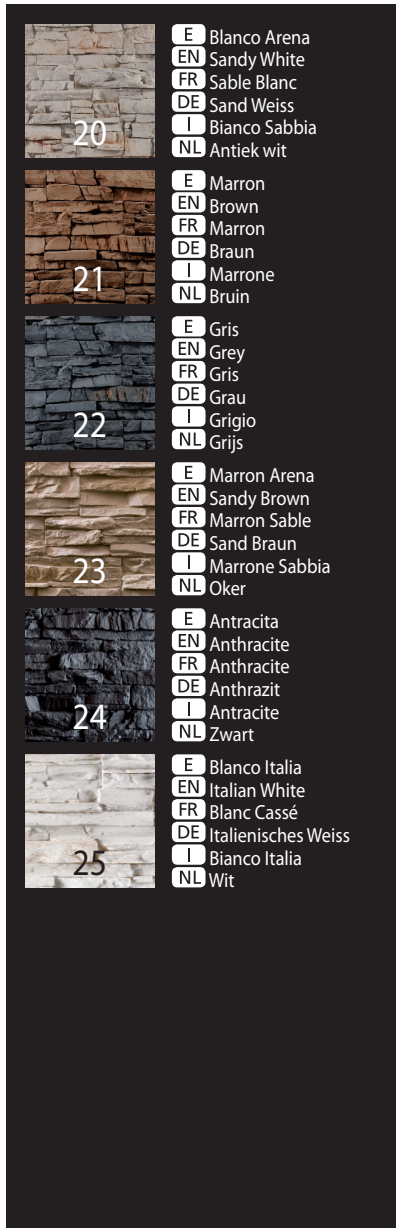 20
E Blanco Arena
EN Sandy White
FR Sable Blanc
DE Sand Weiss
I Bianco Sabbia
NL Antiek wit
21
E Marron
EN Brown
FR Marron
DE Braun
I Marrone
NL Bruin
22
E Gris
EN Grey
FR Gris
DE Grau
I Grigio
NL Grijs
23
E Marron Arena
EN Sandy Brown
FR Marron Sable
DE Sand Braun
I Marrone Sabbia
NL Oker
24
E Antracita
EN Anthracite
FR Anthracite
DE Anthrazit
I Antracite
NL Zwart
25
E Blanco Italia
EN Italian White
FR Blanc Cassé
DE Italienisches Weiss
I Bianco Italia
NL Wit